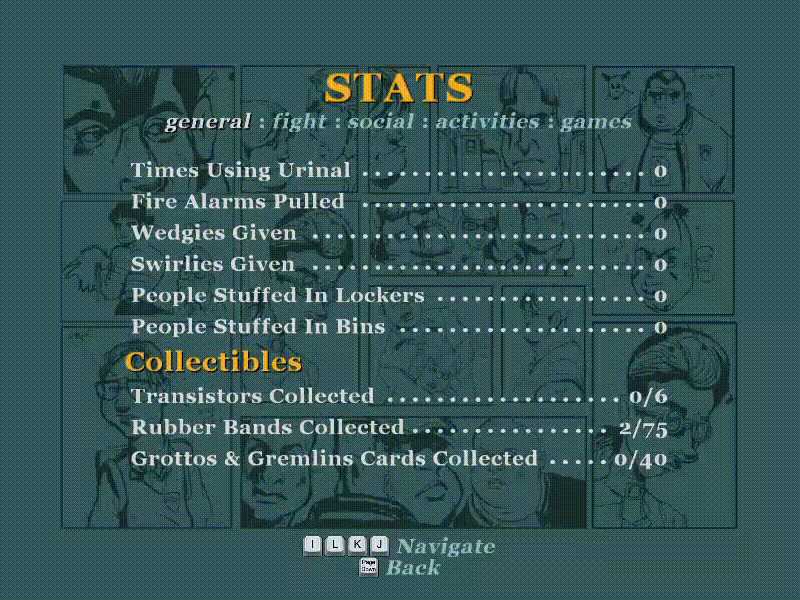 STATS
general : fight : social : activities : games
Times Using Urinal ....................... 0
Fire Alarms Pulled ....................... 0
Wedgies Given ........................... 0
Swirlies Given ........................... 0
People Stuffed In Lockers ................. 0
People Stuffed In Bins .................... 0
Collectibles
Transistors Collected ................... 0/6
Rubber Bands Collected ................ 2/75
Grottos & Gremlins Cards Collected ..... 0/40
I L K J Navigate
Page Down Back